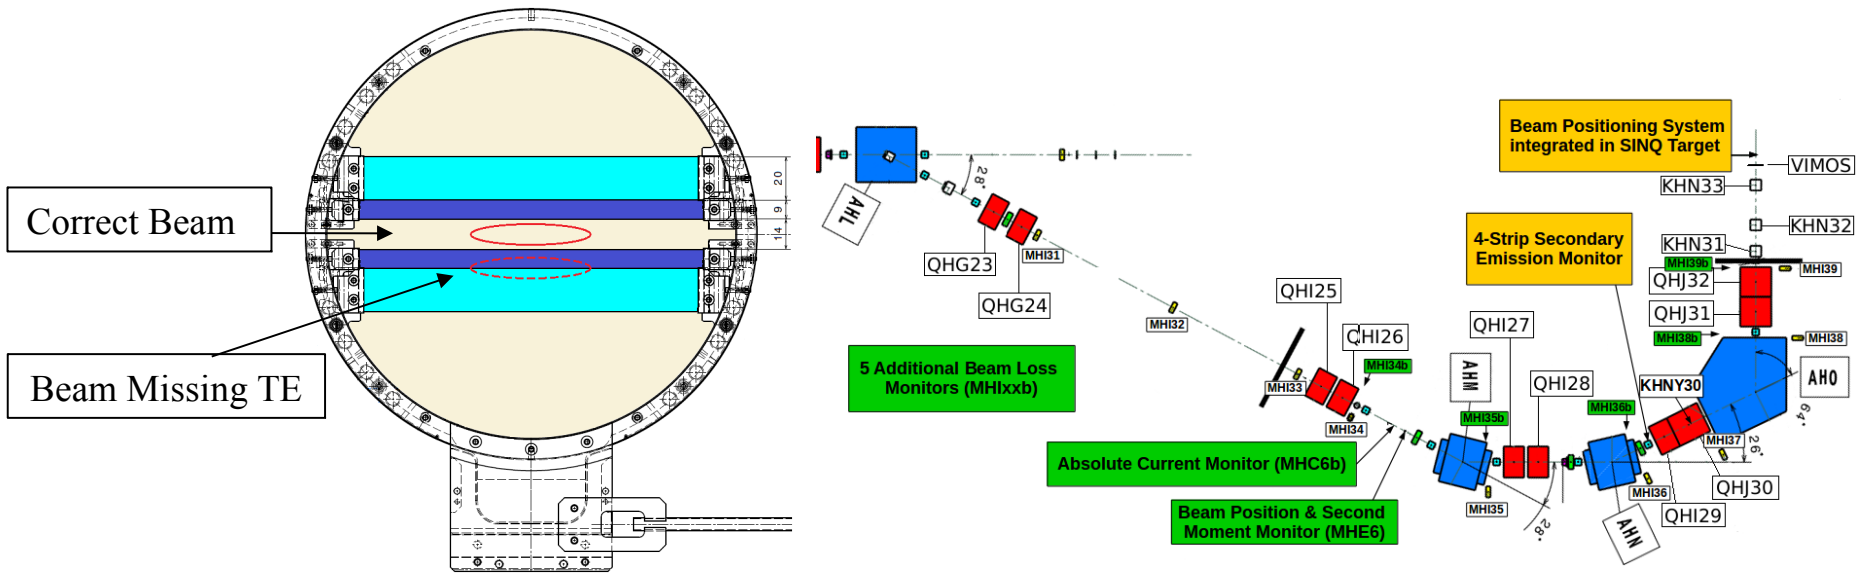 Correct Beam
Beam Missing TE
20
9
14
AHL
28°
QHG23
QHG24
MHI31
MHI32
5 Additional Beam Loss
Monitors (MHIxxb)
QHI25
QHI26
MHI33
MHI34b
MHI34
Absolute Current Monitor (MHC6b)
Beam Position & Second
Moment Monitor (MHE6)
AHM
QHI27
QHI28
MHI35b
MHI35
28°
MHI36b
MHI36
AHN
4-Strip Secondary
Emission Monitor
Beam Positioning System
integrated in SINQ Target
VIMOS
KHN33
KHN32
KHN31
MHI39b
MHI39
QHJ32
QHJ31
MHI38b
MHI38
AHO
64°
KHNY30
MHI37
26°
QHJ30
QHI29